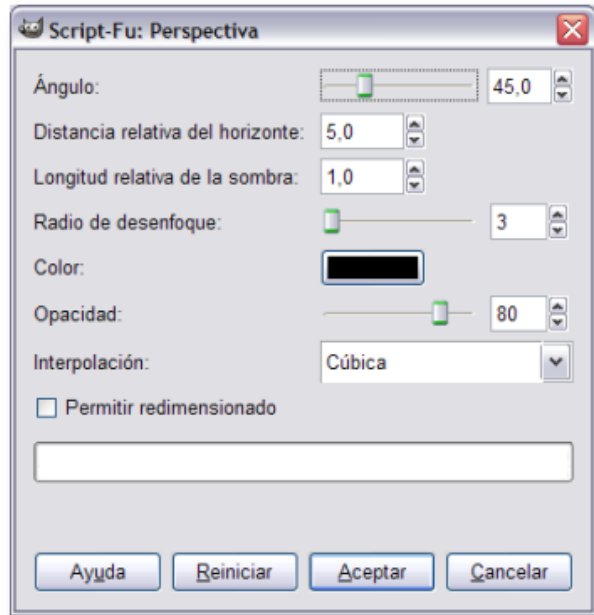 Script-Fu: Perspectiva
Ángulo: 45,0
Distancia relativa del horizonte: 5,0
Longitud relativa de la sombra: 1,0
Radio de desenfoque: 3
Color:
Opacidad: 80
Interpolación: Cúbica
Permitir redimensionado
Ayuda Reiniciar Aceptar Cancelar